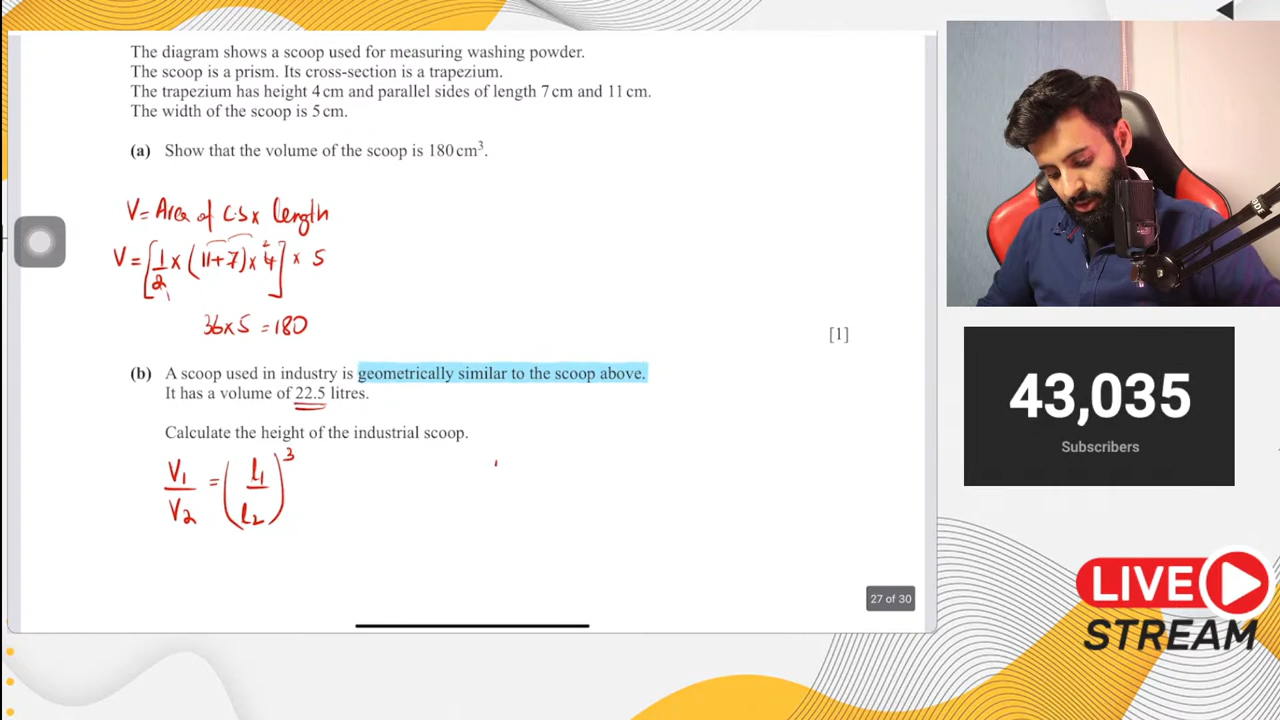 The diagram shows a scoop used for measuring washing powder.
The scoop is a prism. Its cross-section is a trapezium.
The trapezium has height 4 cm and parallel sides of length 7 cm and 11 cm.
The width of the scoop is 5 cm.
(a) Show that the volume of the scoop is 180 cm³.
V = Area of C.S x length
V = [1/2 x (11+7) x 4] x 5
36x5 = 180
[1]
(b) A scoop used in industry is geometrically similar to the scoop above.
It has a volume of 22.5 litres.
Calculate the height of the industrial scoop.
V₁/V₂ = (l₁/l₂)³
27 of 30
43,035
Subscribers
LIVE
STREAM